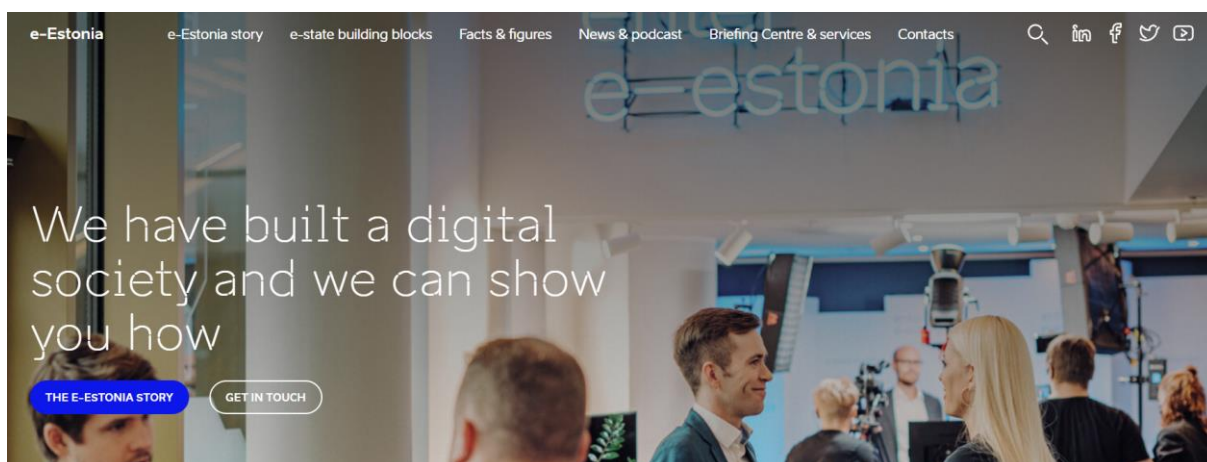 e-Estonia
e-Estonia story
e-state building blocks
Facts & figures
News & podcast
Briefing Centre & services
Contacts
enter
e-estonia
We have built a digital
society and we can show
you how
THE E-ESTONIA STORY
GET IN TOUCH